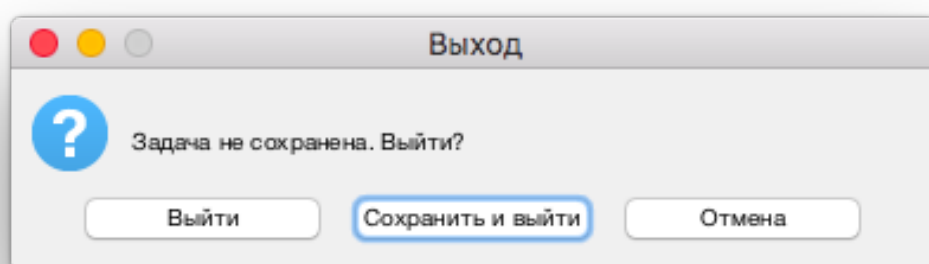 Выход
Задача не сохранена. Выйти?
Выйти
Сохранить и выйти
Отмена